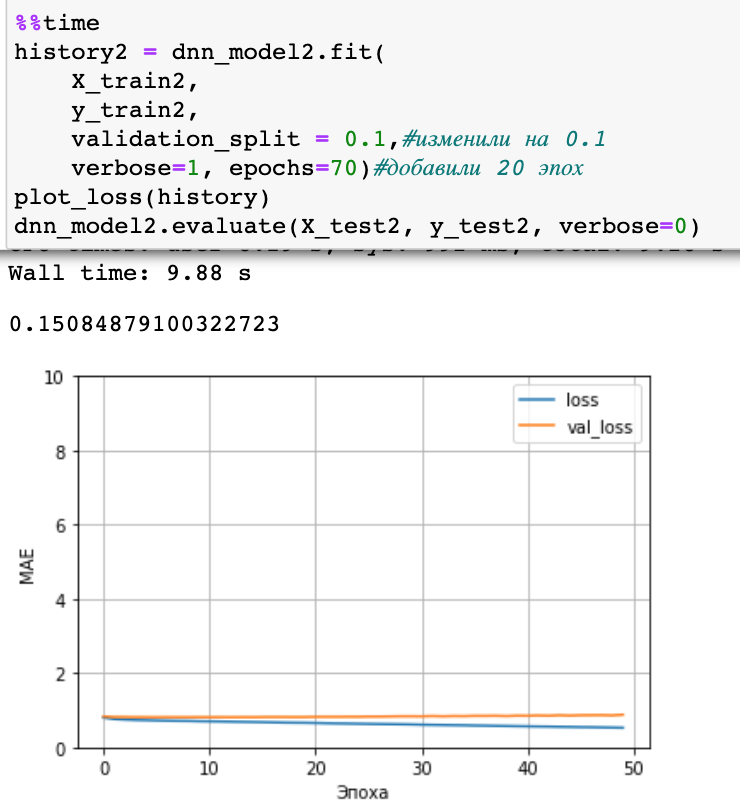 %%time
history2 = dnn_model2.fit(
    X_train2,
    y_train2,
    validation_split = 0.1,#изменили на 0.1
    verbose=1, epochs=70)#добавили 20 эпох
plot_loss(history)
dnn_model2.evaluate(X_test2, y_test2, verbose=0)
Wall time: 9.88 s
0.15084879100322723
10
8
6
4
2
0
MAE
loss
val_loss
0 10 20 30 40 50
Эпоха